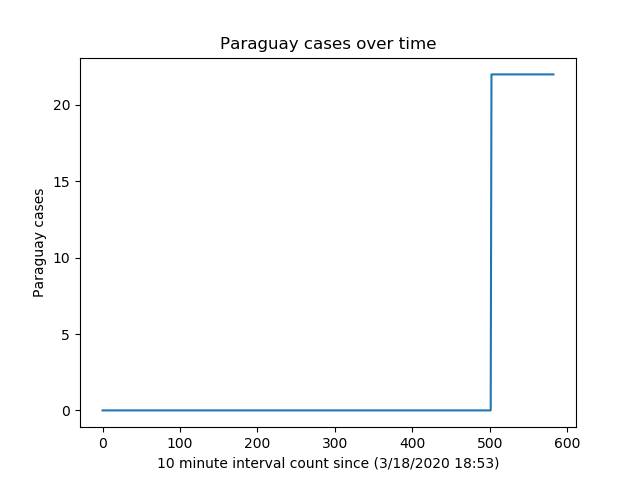 Paraguay cases over time
Paraguay cases
20
15
10
5
0
0 100 200 300 400 500 600
10 minute interval count since (3/18/2020 18:53)